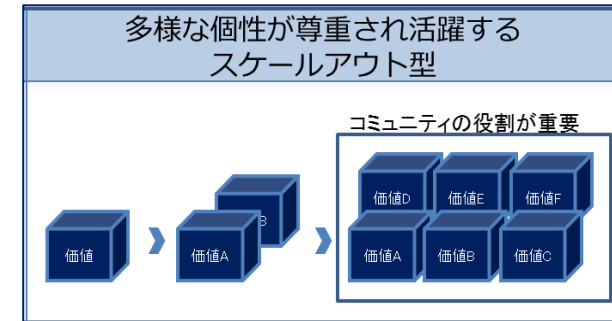 多様な個性が尊重され活躍する
スケールアウト型
コミュニティの役割が重要
価値D 価値E 価値F
価値 価値A 価値A 価値B 価値C